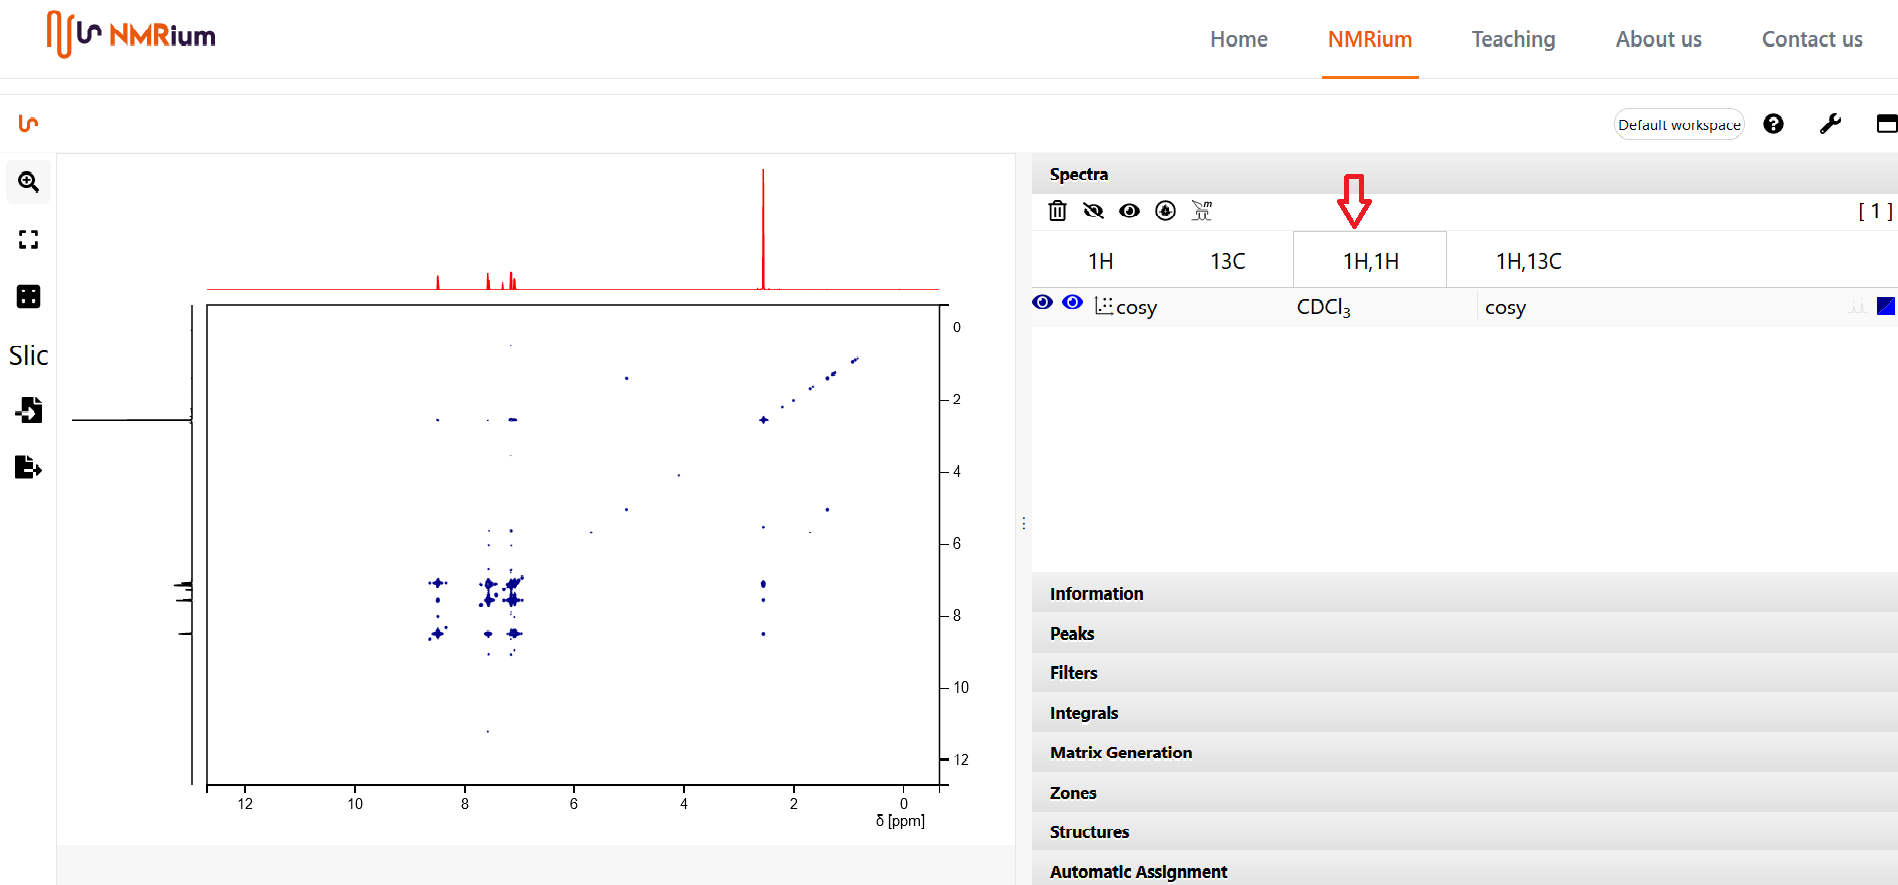 NMRium
Home NMRium Teaching About us Contact us
Default workspace
Spectra
[ 1 ]
1H 13C 1H,1H 1H,13C
cosy CDCl₃ cosy
Slic
0
2
4
6
8
10
12
12 10 8 6 4 2 0
δ [ppm]
Information
Peaks
Filters
Integrals
Matrix Generation
Zones
Structures
Automatic Assignment